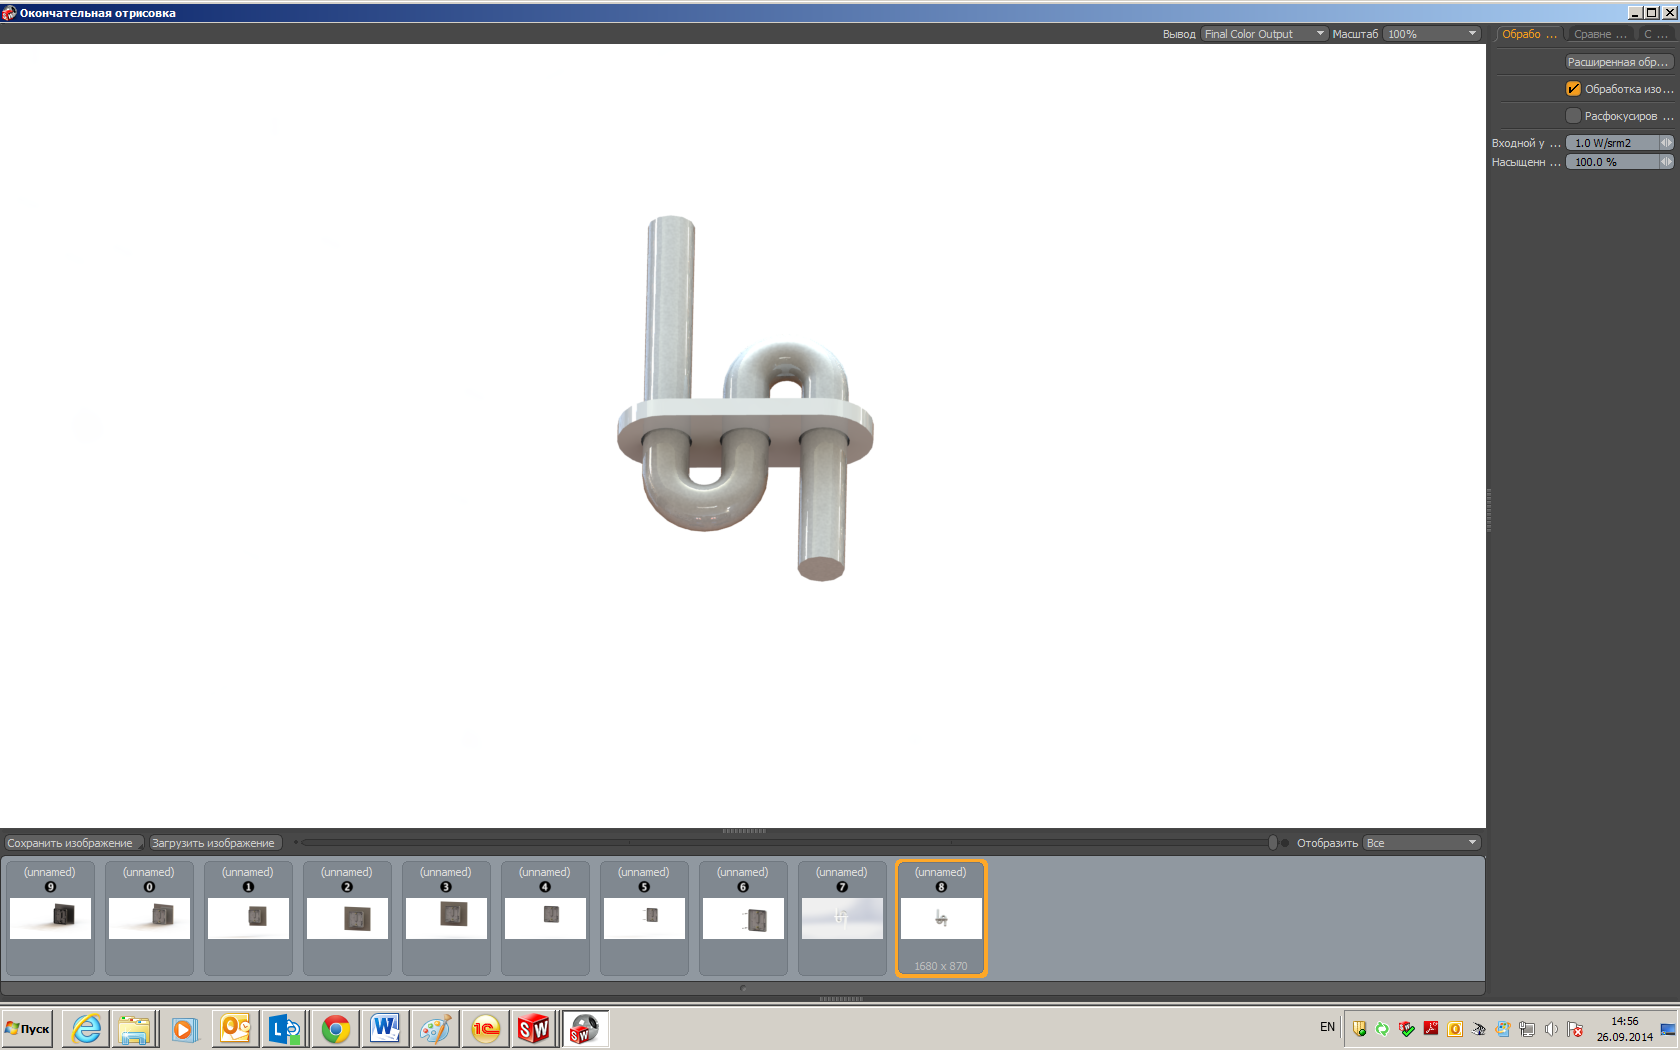 Окончательная отрисовка
Вывод Final Color Output Масштаб 100%
Обрабо ... Сравне ... С ...
Расширенная обр...
Обработка изо...
Расфокусиров ...
Входной у ... 1.0 W/srm2
Насыщенн ... 100.0 %
Сохранить изображение Загрузить изображение Отобразить Все
(unnamed) (unnamed) (unnamed) (unnamed) (unnamed) (unnamed) (unnamed) (unnamed) (unnamed) (unnamed)
9 0 1 2 3 4 5 6 7 8
1680 x 870
Пуск EN 14:56
26.09.2014